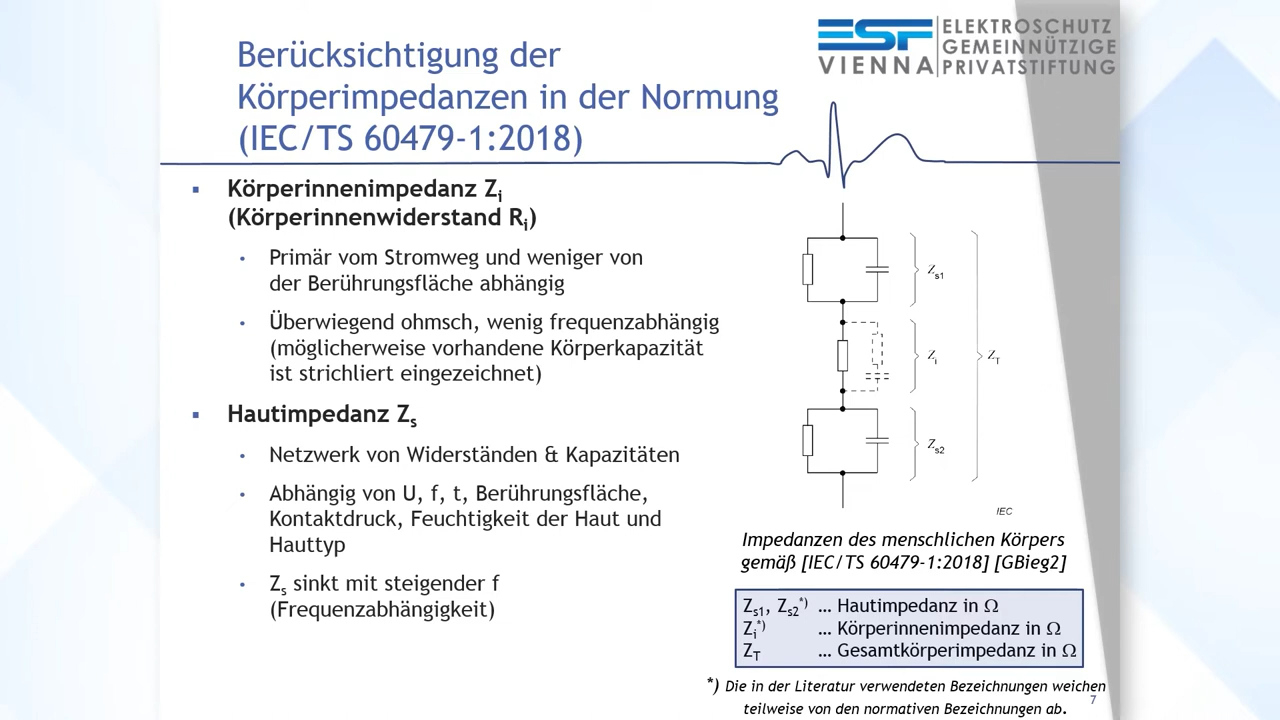 ESF
VIENNA
ELEKTROSCHUTZ
GEMEINNÜTZIGE
PRIVATSTIFTUNG
Berücksichtigung der
Körperimpedanzen in der Normung
(IEC/TS 60479-1:2018)
▪ Körperinnenimpedanz Zi
(Körperinnenwiderstand Ri)
• Primär vom Stromweg und weniger von
der Berührungsfläche abhängig
• Überwiegend ohmsch, wenig frequenzabhängig
(möglicherweise vorhandene Körperkapazität
ist strichliert eingezeichnet)
▪ Hautimpedanz Zs
• Netzwerk von Widerständen & Kapazitäten
• Abhängig von U, f, t, Berührungsfläche,
Kontaktdruck, Feuchtigkeit der Haut und
Hauttyp
• Zs sinkt mit steigender f
(Frequenzabhängigkeit)
Zs1
Zi
ZT
Zs2
IEC
Impedanzen des menschlichen Körpers
gemäß [IEC/TS 60479-1:2018] [GBieg2]
Zs1, Zs2*) … Hautimpedanz in Ω
Zi*) … Körperinnenimpedanz in Ω
ZT … Gesamtkörperimpedanz in Ω
*) Die in der Literatur verwendeten Bezeichnungen weichen
teilweise von den normativen Bezeichnungen ab.
7